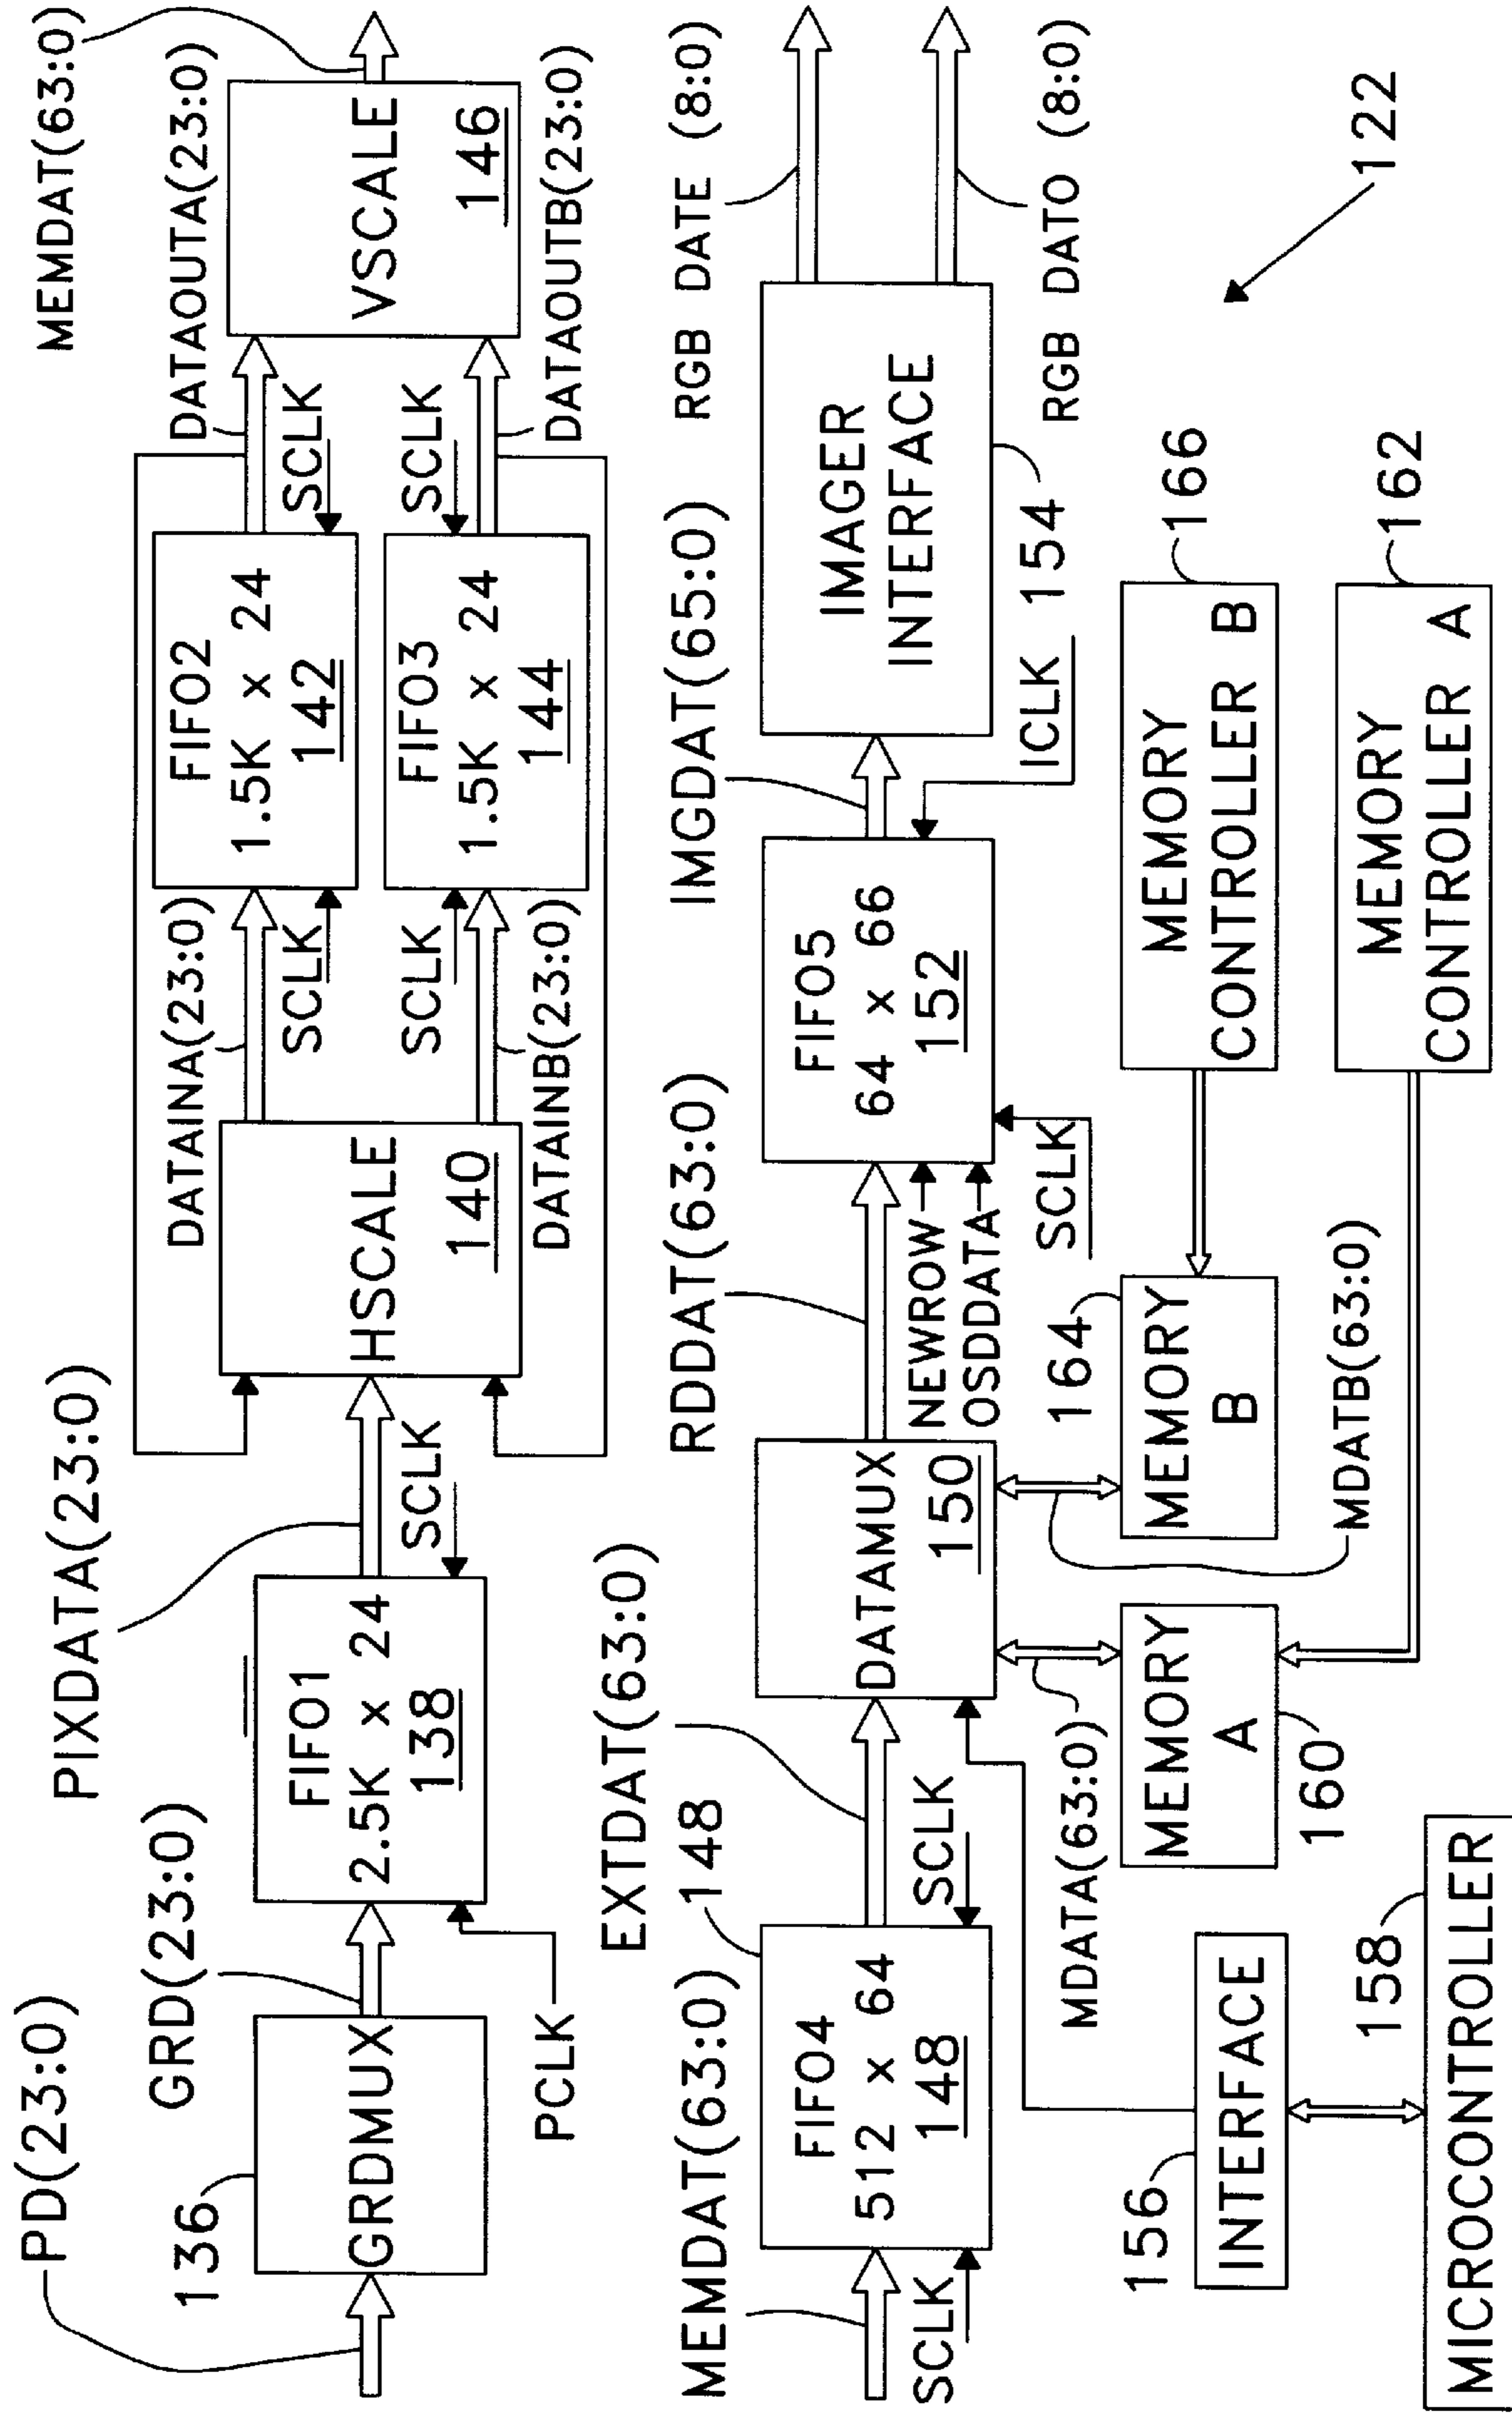 PD(23:0)
136
GRDMUX
GRD(23:0)
PCLK
FIFO1
2.5K x 24
138
PIXDATA(23:0)
SCLK
HSCALE
140
DATAINA(23:0)
SCLK
SCLK
DATAINB(23:0)
FIFO2
1.5K x 24
142
FIFO3
1.5K x 24
144
DATAOUTA(23:0)
SCLK
SCLK
DATAOUTB(23:0)
VSCALE
146
MEMDAT(63:0)
MEMDAT(63:0)
SCLK
148
FIFO4
512 x 64
148
EXTDAT(63:0)
SCLK
DATAMUX
150
RDDAT(63:0)
NEWROW
OSDDATA
SCLK
FIFO5
64 x 66
152
IMGDAT(65:0)
ICLK
154
IMAGER
INTERFACE
RGB DATE (8:0)
RGB DATO (8:0)
122
156
INTERFACE
158
MICROCONTROLLER
MDATA(63:0)
MEMORY
A
160
164
MEMORY
B
MDATB(63:0)
MEMORY
CONTROLLER B
166
MEMORY
CONTROLLER A
162